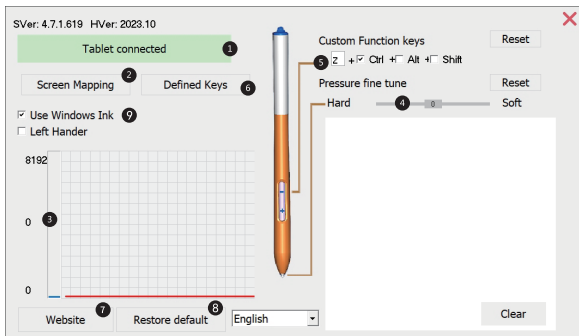 SVer: 4.7.1.619 HVer: 2023.10
Tablet connected 1
Screen Mapping 2
Defined Keys 6
Use Windows Ink 9
Left Hander
8192
0 3
0
Website 7
Restore default 8
English
Custom Function keys Reset
5 z + Ctrl + Alt + Shift
Pressure fine tune Reset
Hard 4 0 Soft
- 
+
Clear